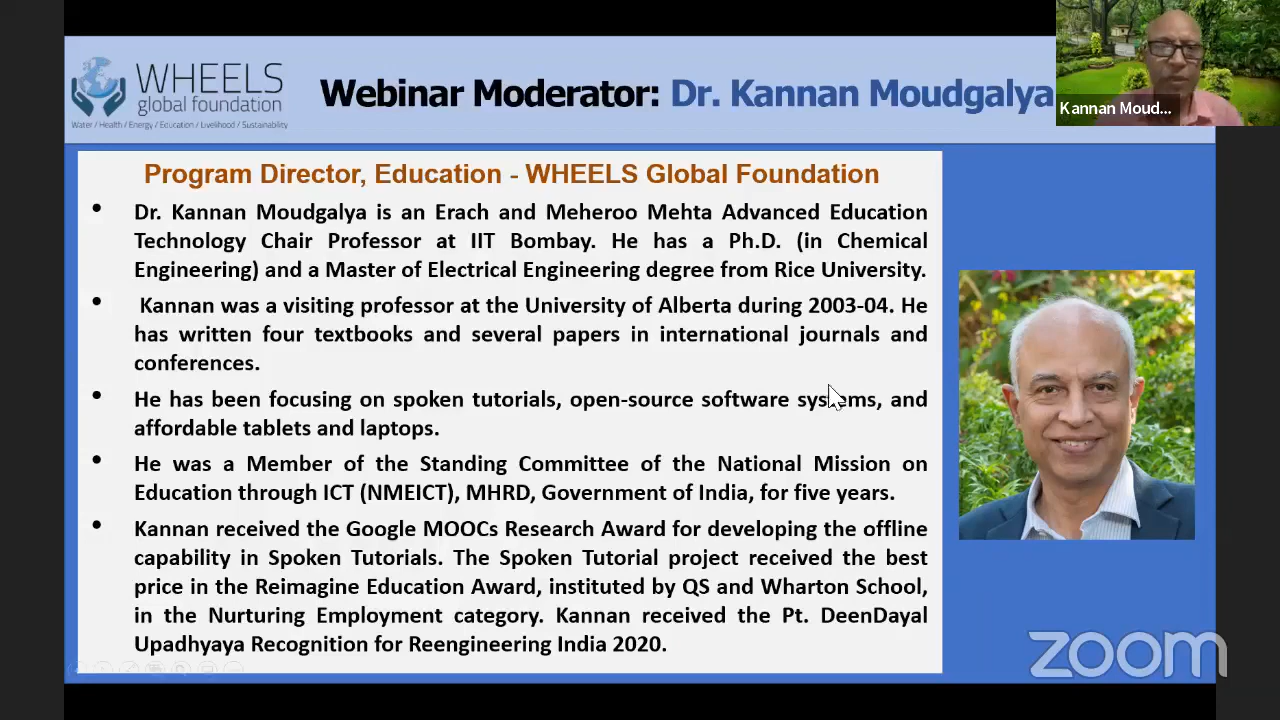 WHEELS
global foundation
Water / Health / Energy / Education / Livelihood / Sustainability
Webinar Moderator: Dr. Kannan Moudgalya
Kannan Moud...
Program Director, Education - WHEELS Global Foundation
• Dr. Kannan Moudgalya is an Erach and Meheroo Mehta Advanced Education
Technology Chair Professor at IIT Bombay. He has a Ph.D. (in Chemical
Engineering) and a Master of Electrical Engineering degree from Rice University.
• Kannan was a visiting professor at the University of Alberta during 2003-04. He
has written four textbooks and several papers in international journals and
conferences.
• He has been focusing on spoken tutorials, open-source software systems, and
affordable tablets and laptops.
• He was a Member of the Standing Committee of the National Mission on
Education through ICT (NMEICT), MHRD, Government of India, for five years.
• Kannan received the Google MOOCs Research Award for developing the offline
capability in Spoken Tutorials. The Spoken Tutorial project received the best
price in the Reimagine Education Award, instituted by QS and Wharton School,
in the Nurturing Employment category. Kannan received the Pt. DeenDayal
Upadhyaya Recognition for Reengineering India 2020.
zoom